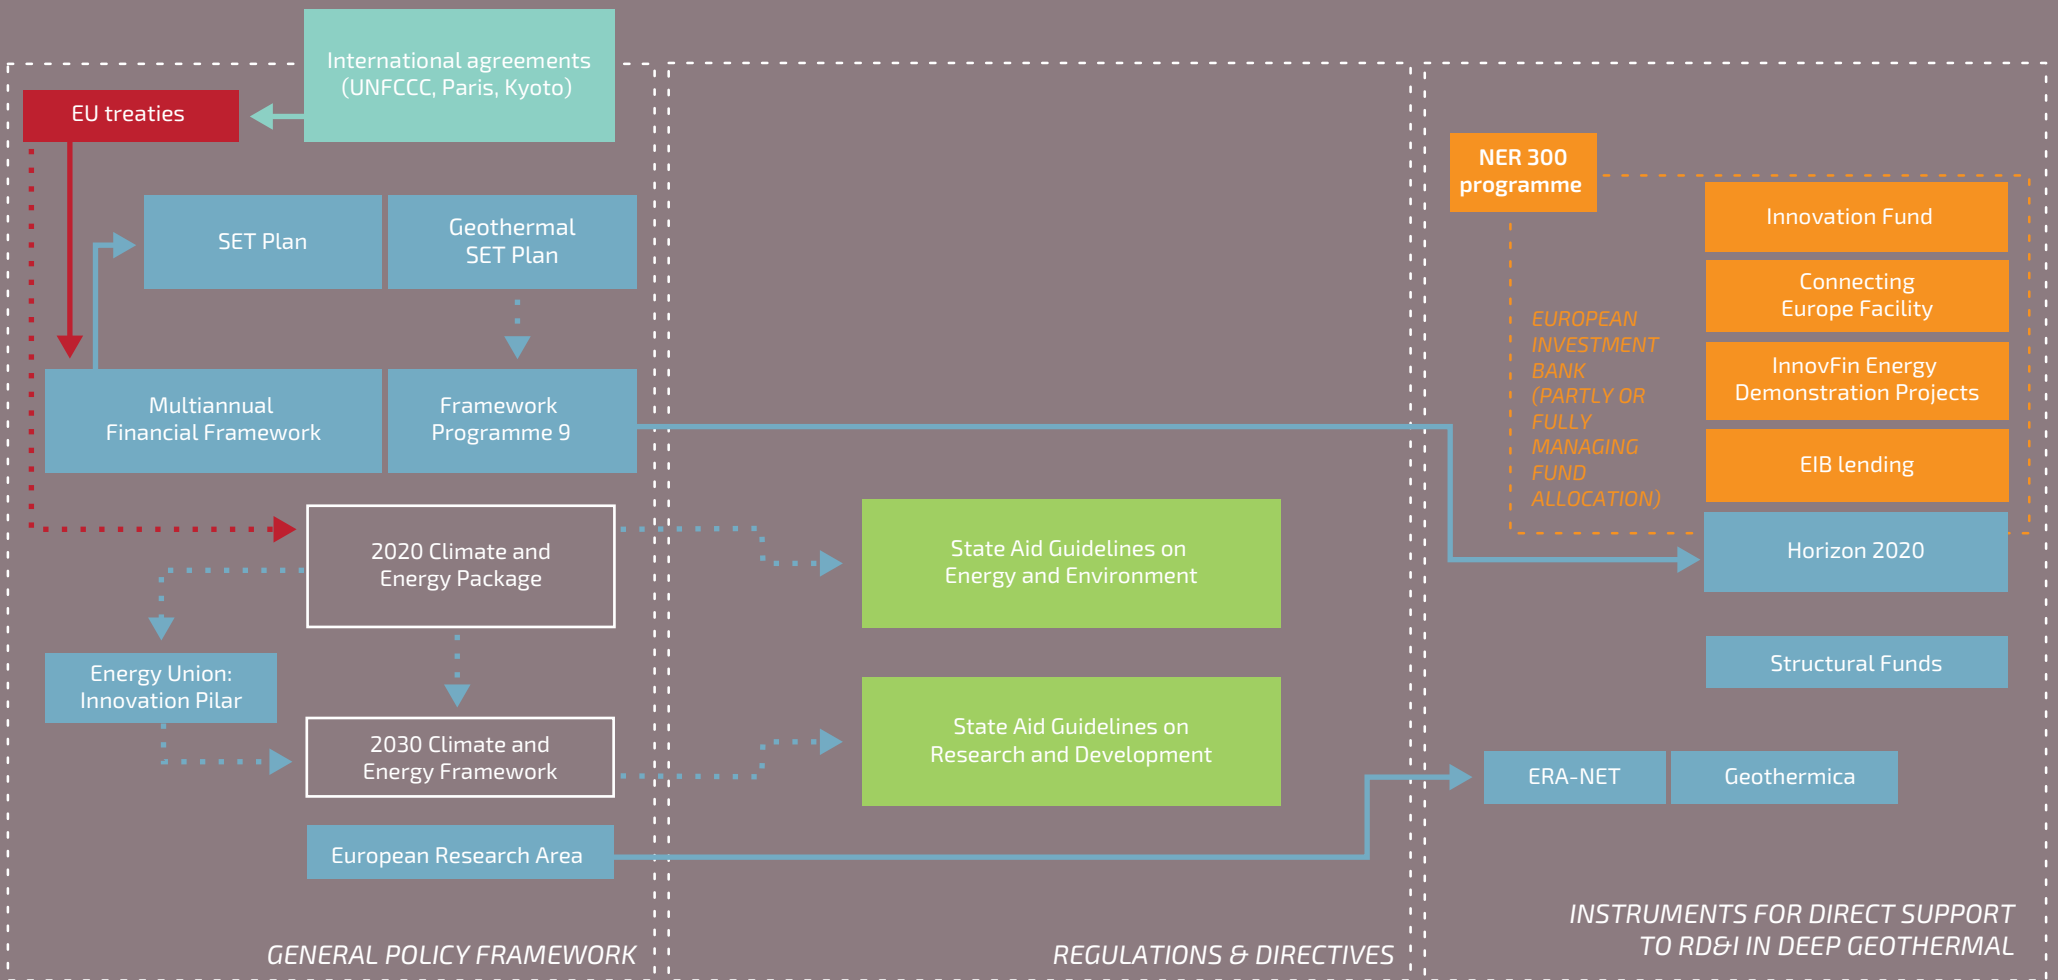 International agreements
(UNFCCC, Paris, Kyoto)
EU treaties
SET Plan
Geothermal
SET Plan
Multiannual
Financial Framework
Framework
Programme 9
2020 Climate and
Energy Package
Energy Union:
Innovation Pilar
2030 Climate and
Energy Framework
European Research Area
GENERAL POLICY FRAMEWORK
State Aid Guidelines on
Energy and Environment
State Aid Guidelines on
Research and Development
REGULATIONS & DIRECTIVES
NER 300
programme
Innovation Fund
Connecting
Europe Facility
InnovFin Energy
Demonstration Projects
EIB lending
EUROPEAN
INVESTMENT
BANK
(PARTLY OR
FULLY
MANAGING
FUND
ALLOCATION)
Horizon 2020
Structural Funds
ERA-NET
Geothermica
INSTRUMENTS FOR DIRECT SUPPORT
TO RD&I IN DEEP GEOTHERMAL